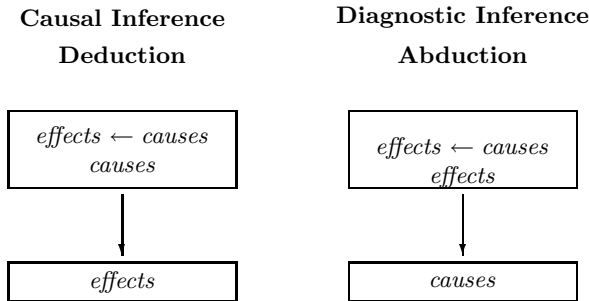 Causal Inference
Deduction
effects ← causes
causes
effects
Diagnostic Inference
Abduction
effects ← causes
effects
causes